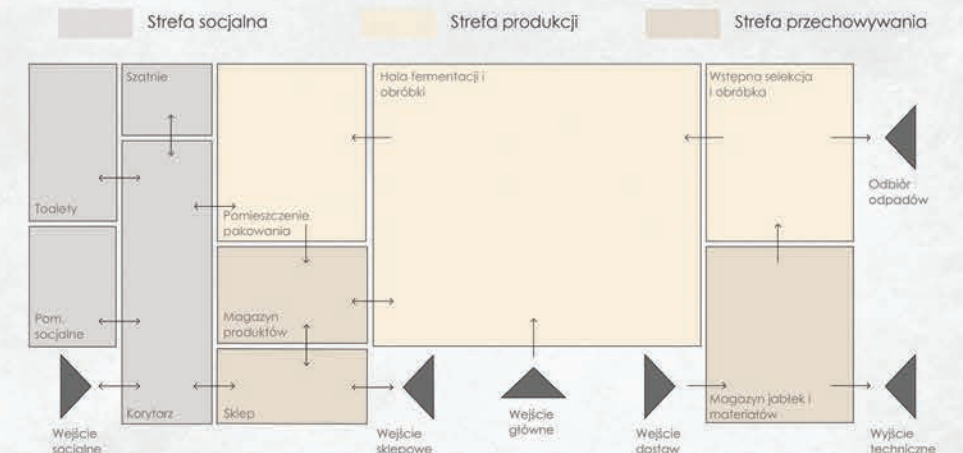 Strefa socjalna
Strefa produkcji
Strefa przechowywania
Szatnie
Hala fermentacji i
obróbki
Wstępna selekcja
i obróbka
Toalety
Pomieszczenie
pakowania
Odbiór
odpadów
Pom.
socjalne
Magazyn
produktów
Korytarz
Sklep
Magazyn jabłek i
materiałów
Wejście
socjalne
Wejście
sklepowe
Wejście
główne
Wejście
dostaw
Wyjście
techniczne